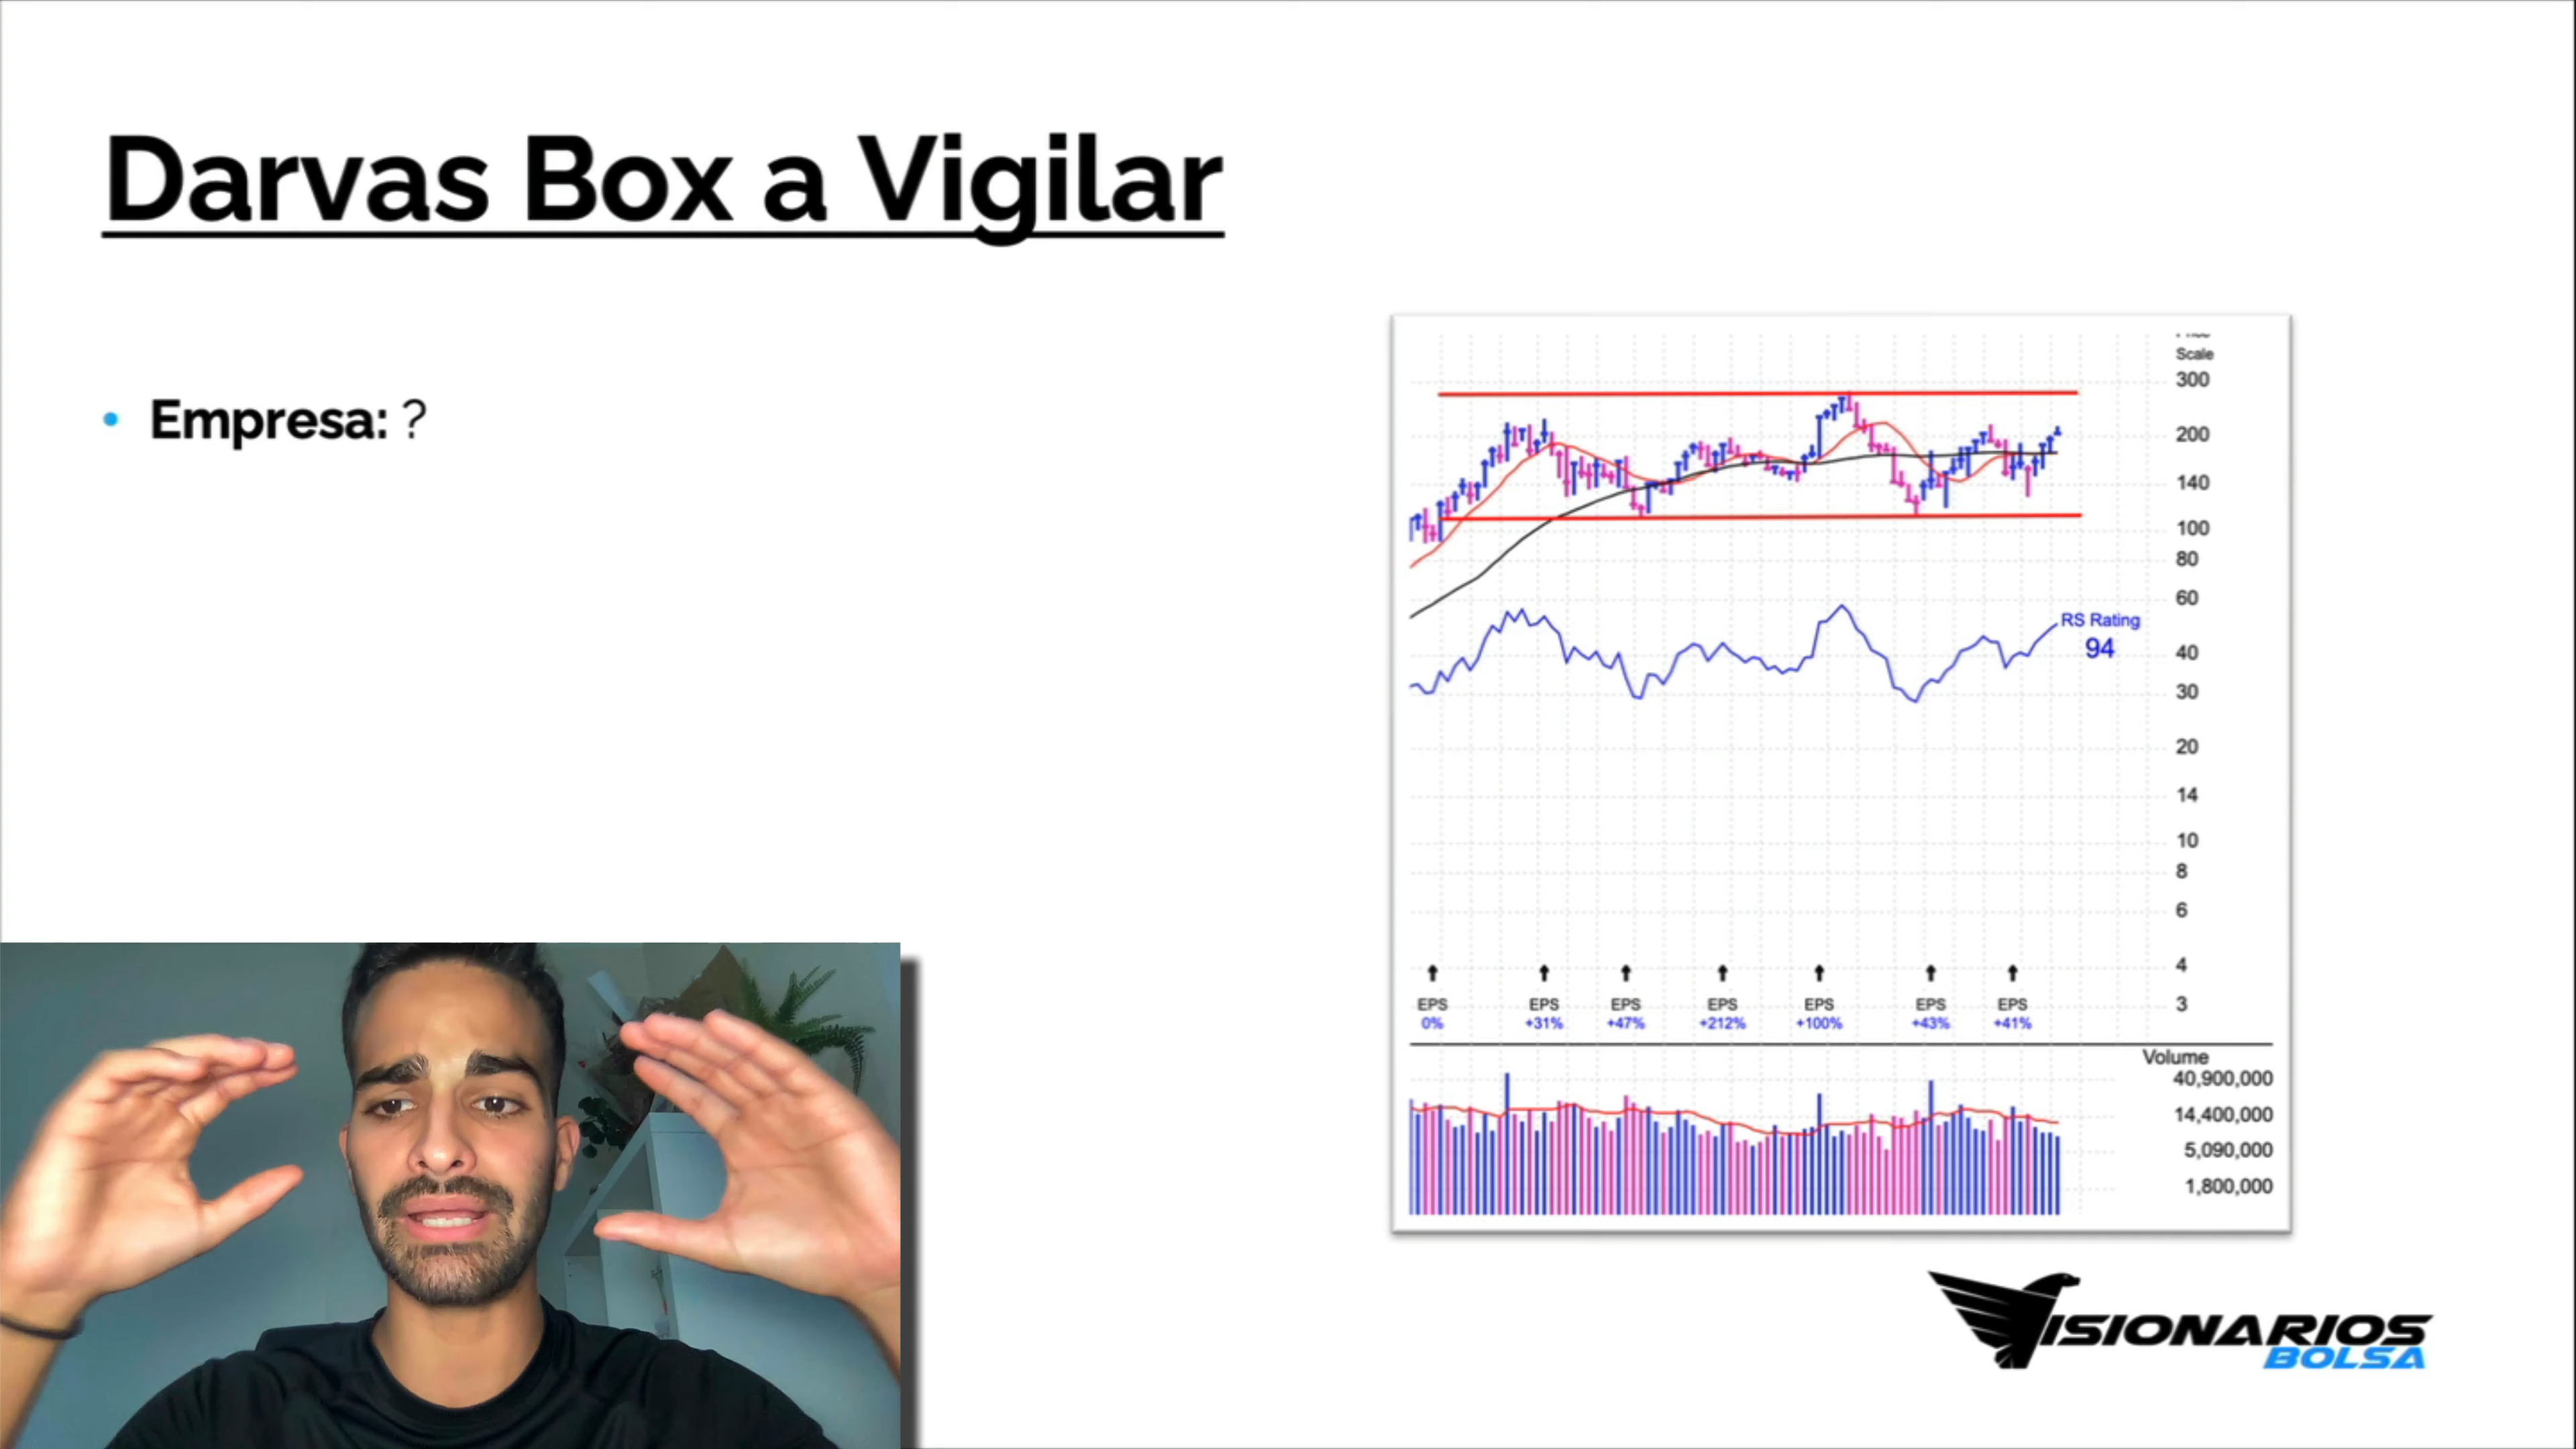 Darvas Box a Vigilar
• Empresa: ?
Scale
300
200
140
100
80
60
RS Rating
94
40
30
20
14
10
8
6
4
3
EPS EPS EPS EPS EPS EPS EPS
0% +31% +47% +212% +100% +43% +41%
Volume
40,900,000
14,400,000
5,090,000
1,800,000
VISIONARIOS
BOLSA